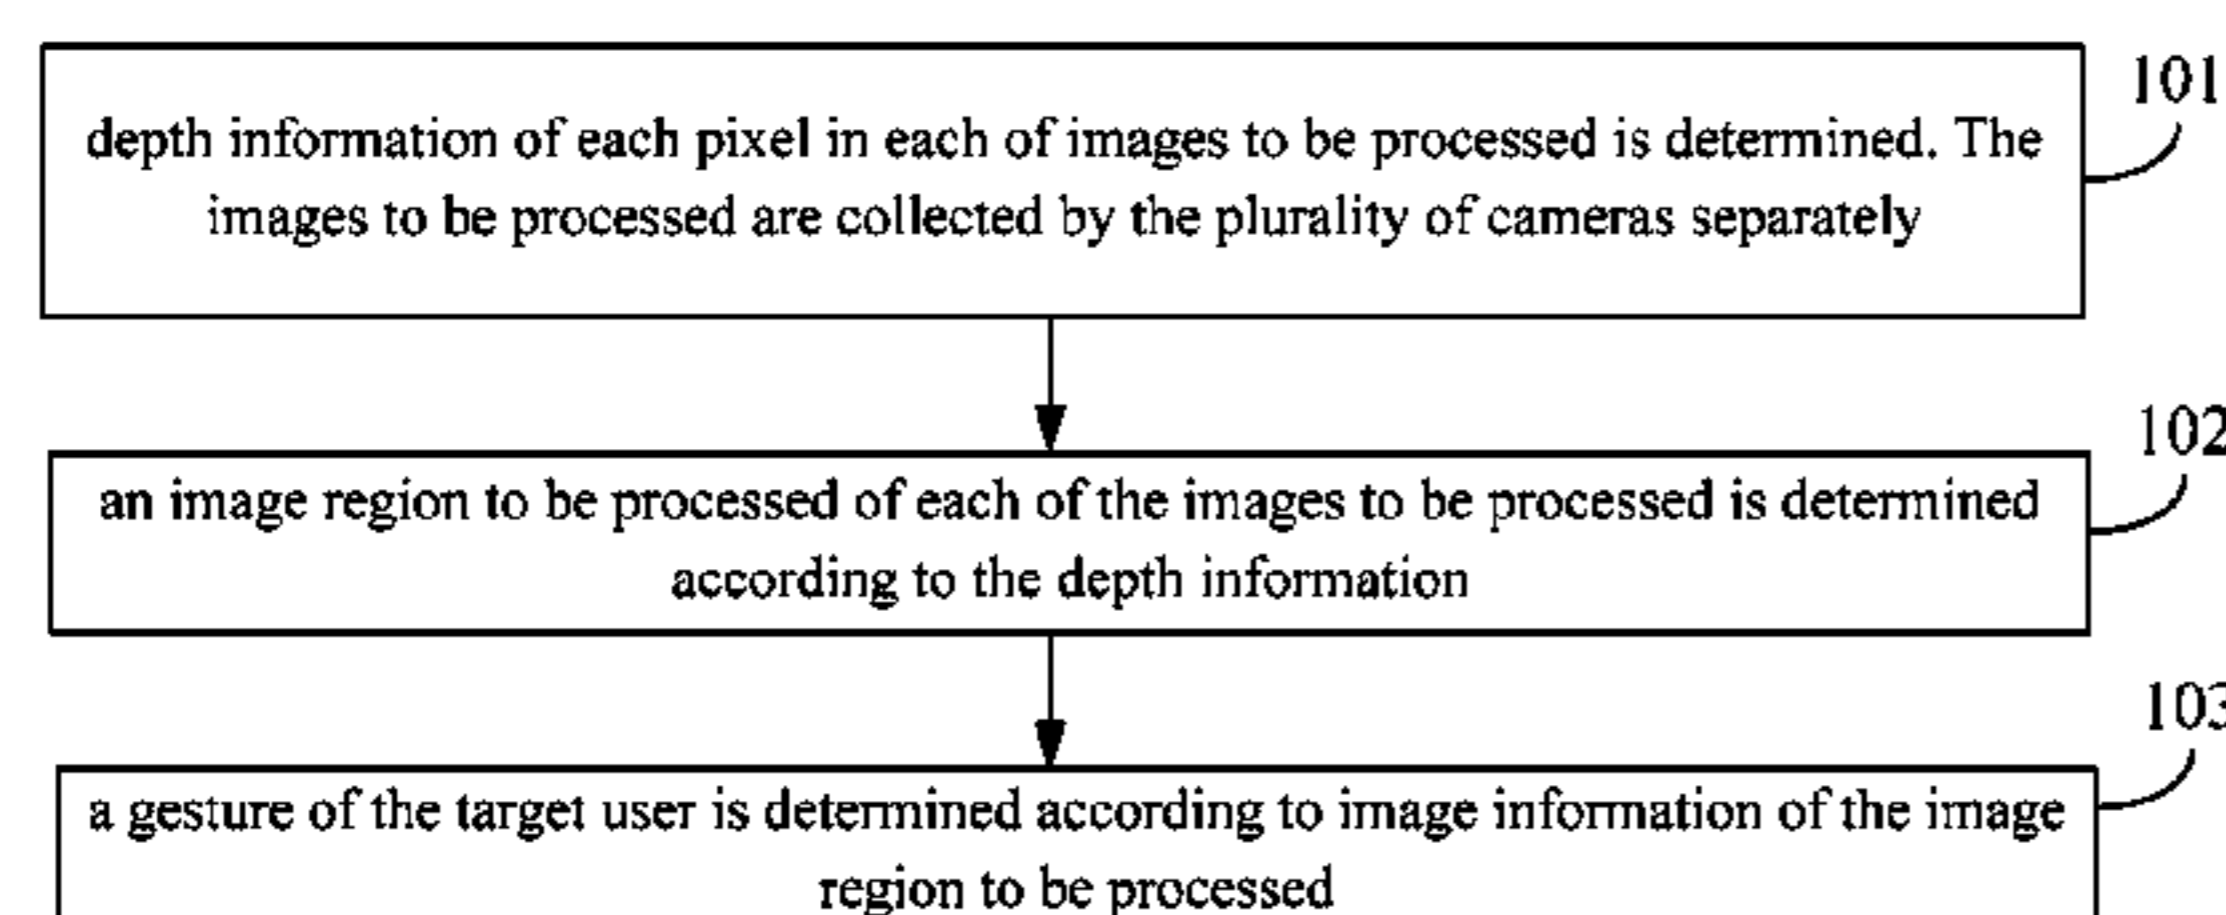 101
depth information of each pixel in each of images to be processed is determined. The
images to be processed are collected by the plurality of cameras separately
102
an image region to be processed of each of the images to be processed is determined
according to the depth information
103
a gesture of the target user is determined according to image information of the image
region to be processed